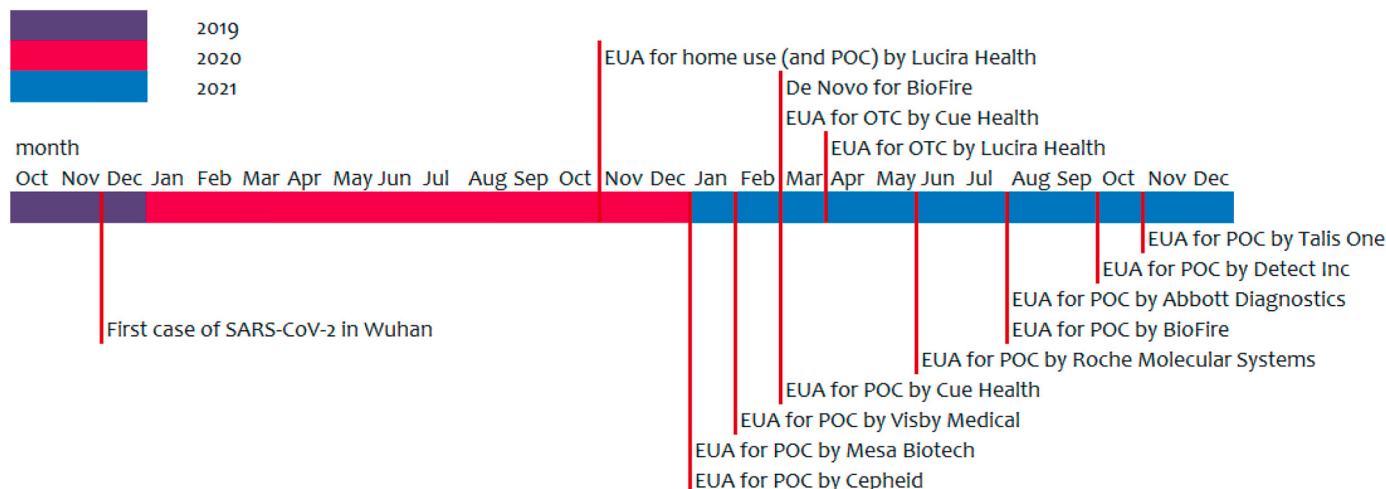 2019
2020
2021
EUA for home use (and POC) by Lucira Health
De Novo for BioFire
EUA for OTC by Cue Health
month
EUA for OTC by Lucira Health
Oct Nov Dec Jan Feb Mar Apr May Jun Jul Aug Sep Oct Nov Dec Jan Feb Mar Apr May Jun Jul Aug Sep Oct Nov Dec
EUA for POC by Talis One
EUA for POC by Detect Inc
EUA for POC by Abbott Diagnostics
First case of SARS-CoV-2 in Wuhan
EUA for POC by BioFire
EUA for POC by Roche Molecular Systems
EUA for POC by Cue Health
EUA for POC by Visby Medical
EUA for POC by Mesa Biotech
EUA for POC by Cepheid